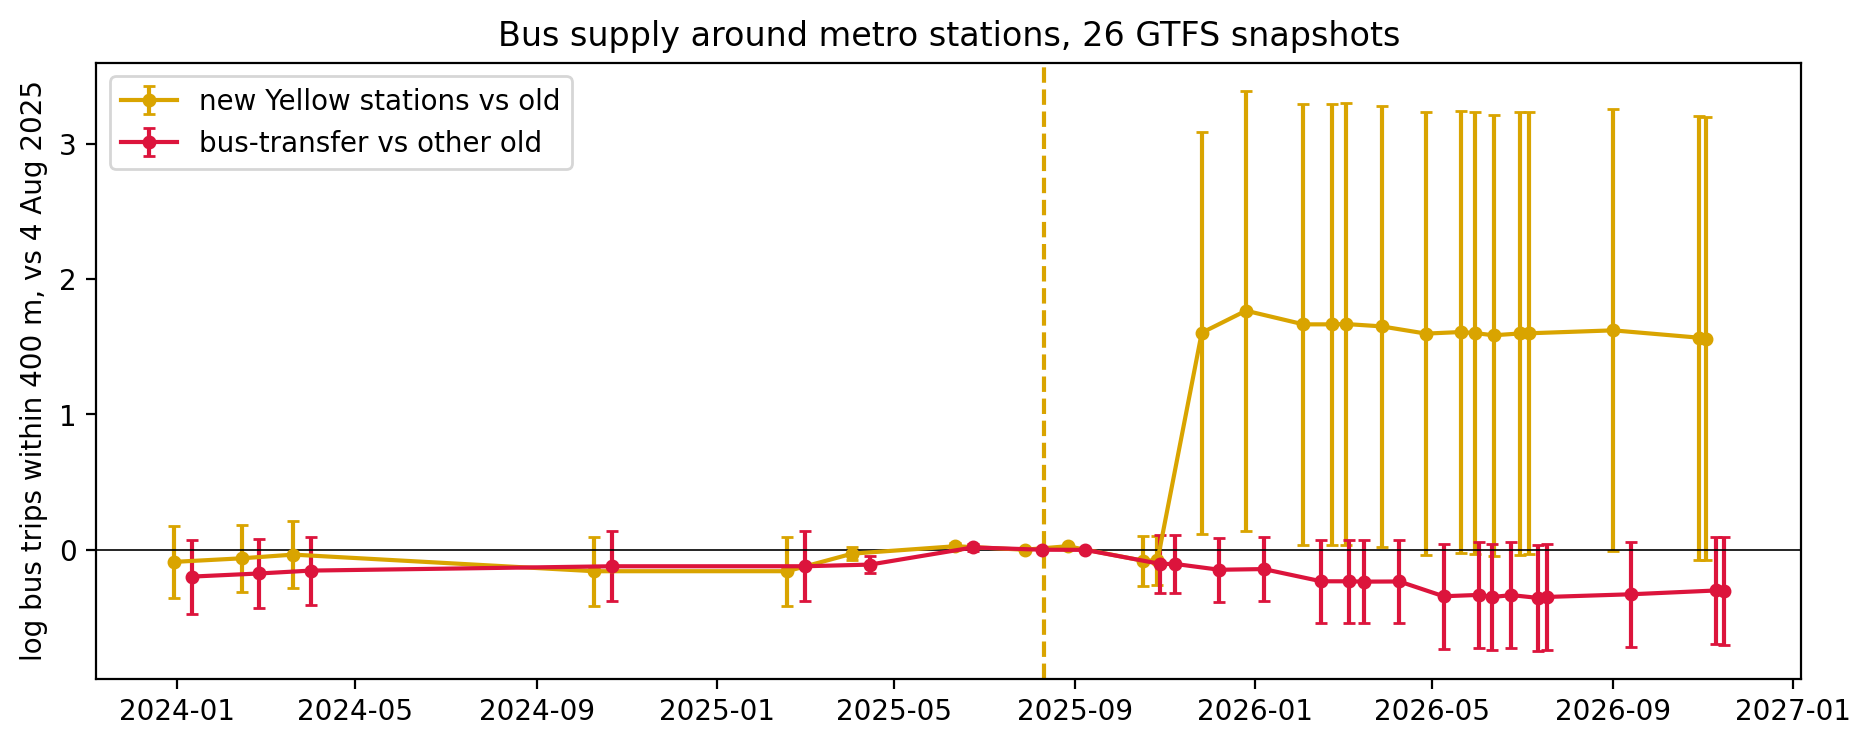 Bus supply around metro stations, 26 GTFS snapshots
log bus trips within 400 m, vs 4 Aug 2025
new Yellow stations vs old
bus-transfer vs other old
3
2
1
0
2024-01 2024-05 2024-09 2025-01 2025-05 2025-09 2026-01 2026-05 2026-09 2027-01